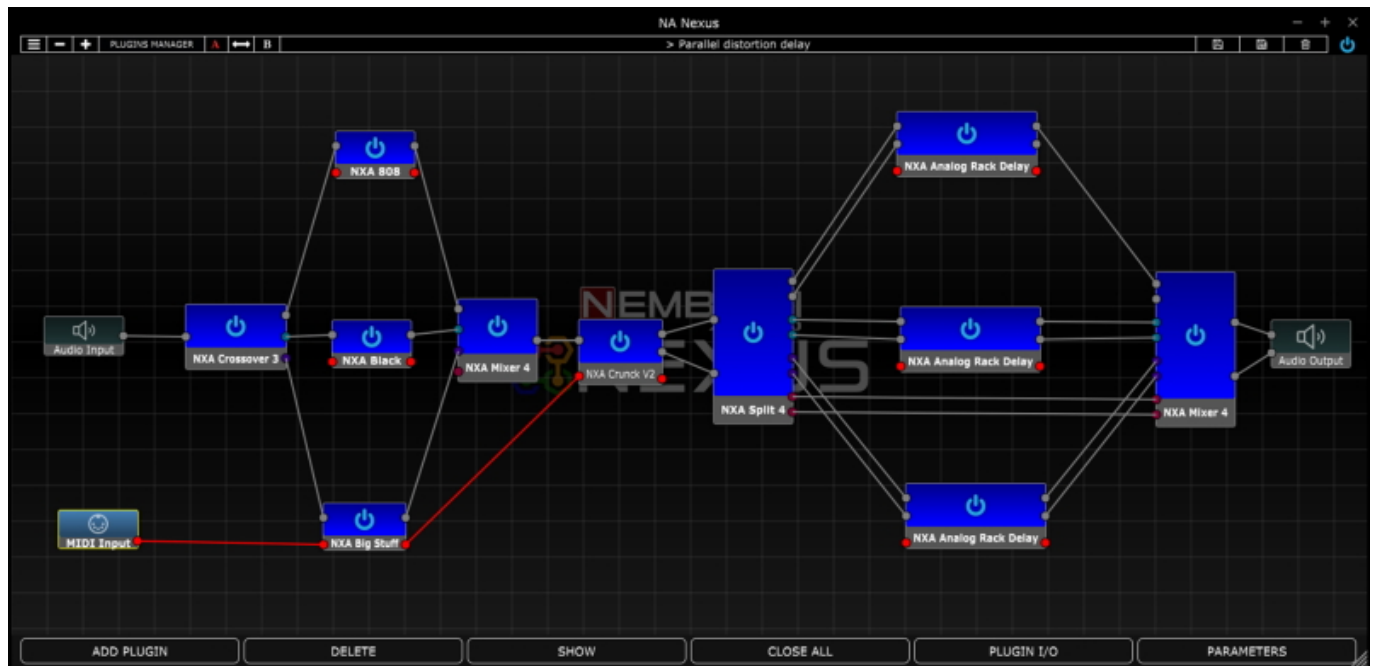 NA Nexus
PLUGINS MANAGER A B > Parallel distortion delay
NXA 808
NXA Analog Rack Delay
Audio Input
NXA Crossover 3
NXA Black
NXA Mixer 4
NXA Crunck V2
NXA Split 4
NXA Analog Rack Delay
NXA Mixer 4
Audio Output
NEMB
NEXUS
MIDI Input
NXA Big Stuff
NXA Analog Rack Delay
ADD PLUGIN DELETE SHOW CLOSE ALL PLUGIN I/O PARAMETERS